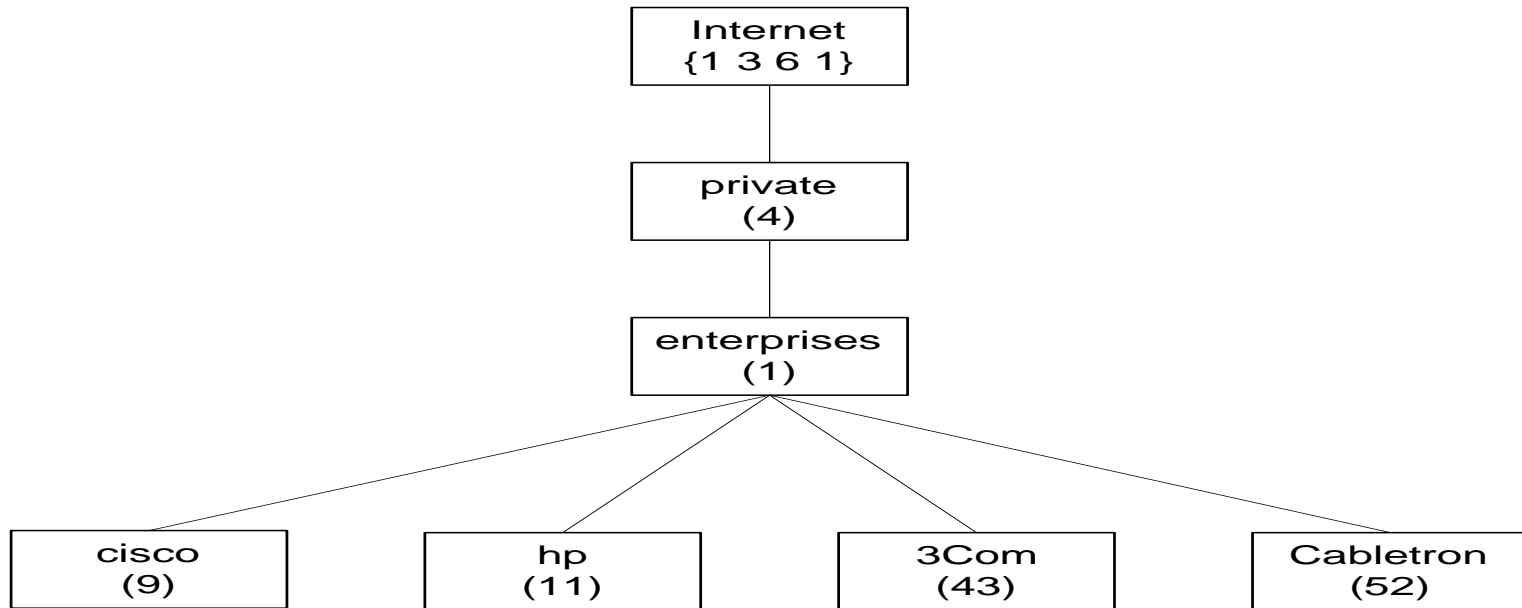 Internet
{1 3 6 1}
private
(4)
enterprises
(1)
cisco
(9)
hp
(11)
3Com
(43)
Cabletron
(52)